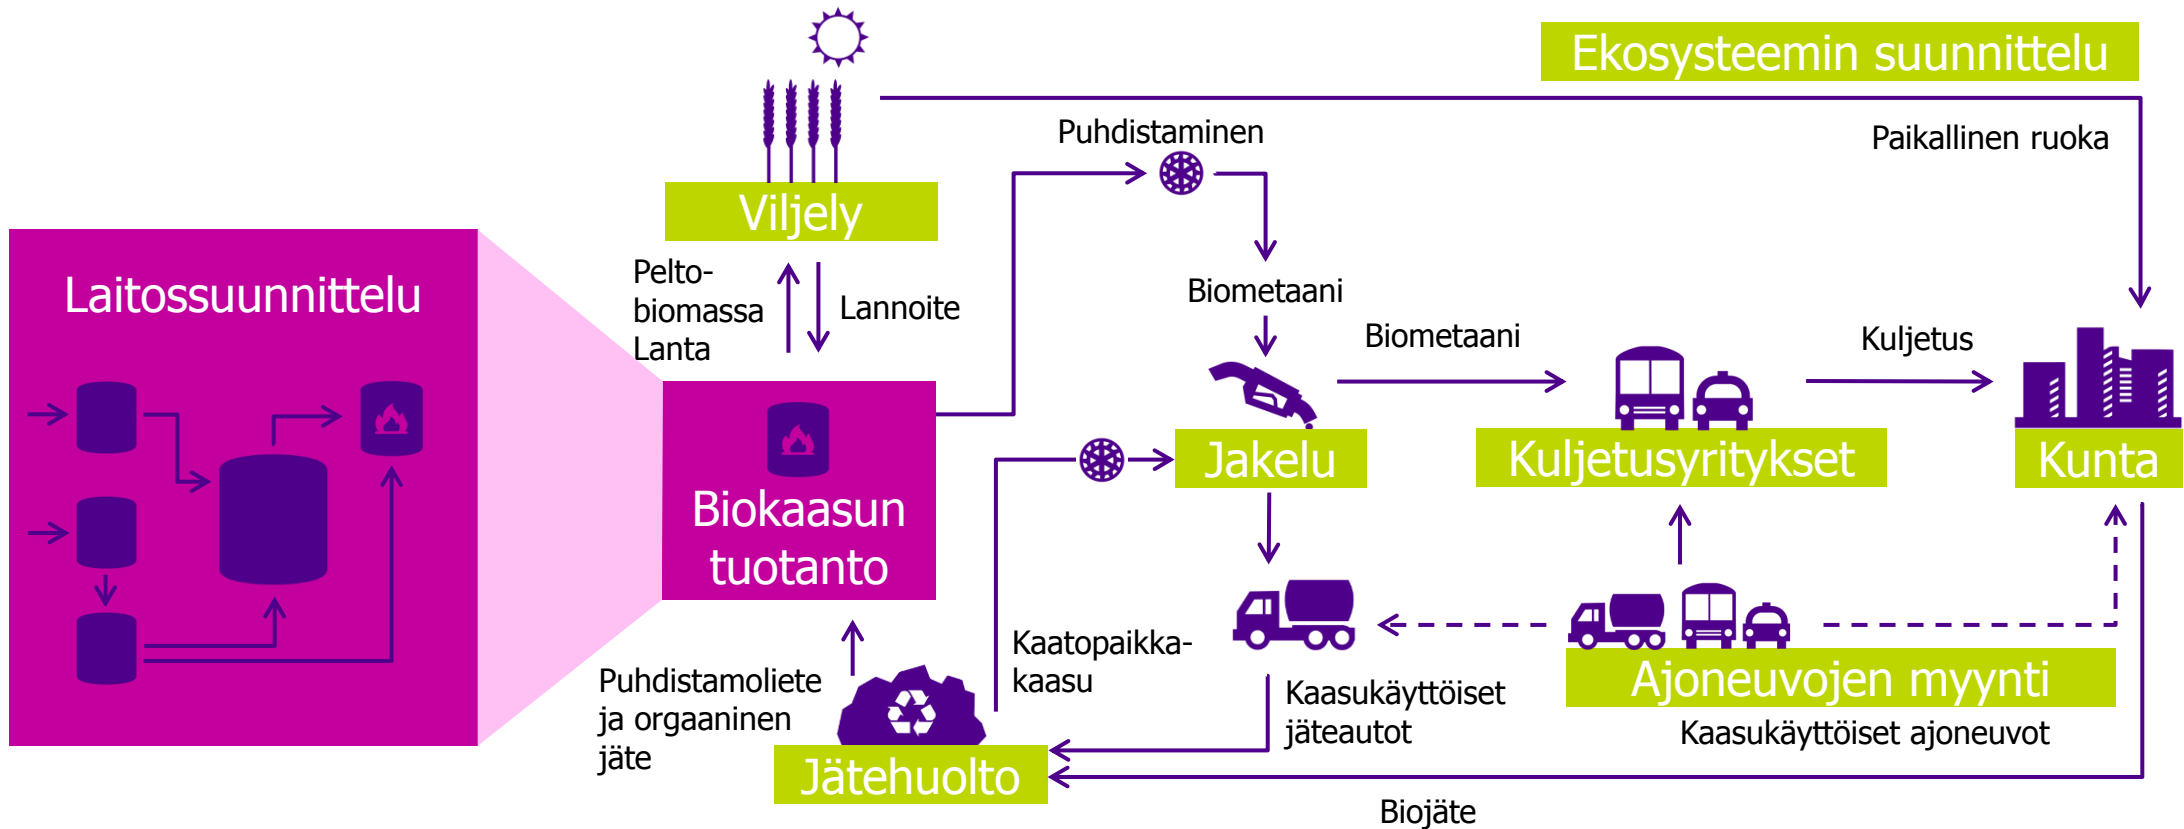 Ekosysteemin suunnittelu
Puhdistaminen
Paikallinen ruoka
Viljely
Laitossuunnittelu
Pelto-
biomassa
Lanta
Lannoite
Biometaani
Biometaani
Kuljetus
Jakelu
Kuljetusyritykset
Kunta
Biokaasun
tuotanto
Kaatopaikka-
kaasu
Puhdistamoliete
ja orgaaninen
jäte
Kaasukäyttöiset
jäteautot
Ajoneuvojen myynti
Kaasukäyttöiset ajoneuvot
Jätehuolto
Biojäte